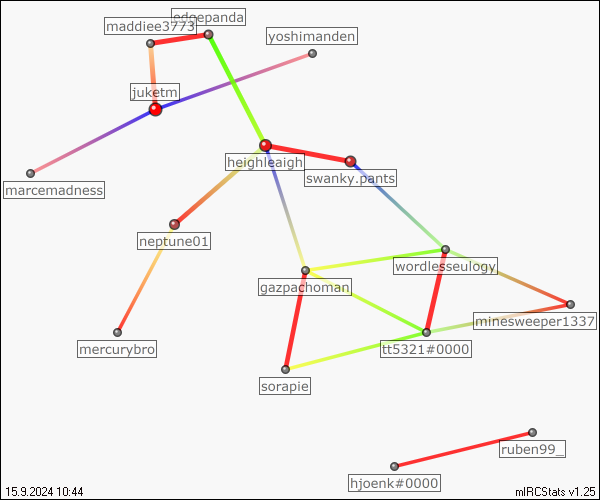 edgepanda
maddiee3773
yoshimanden
juketm
heighleaigh
swanky.pants
marcemadness
neptune01
wordlesseulogy
gazpachoman
minesweeper1337
mercurybro
tt5321#0000
sorapie
ruben99_
hjoenk#0000
15.9.2024 10:44
mIRCStats v1.25